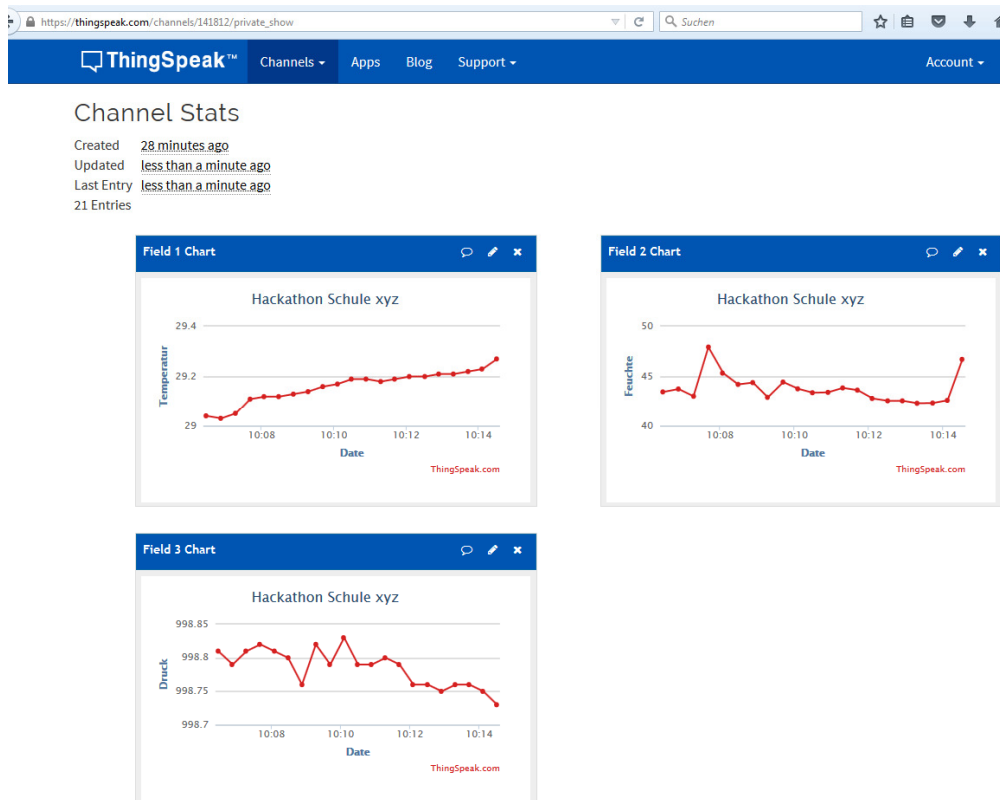 https://thingspeak.com/channels/141812/private_show
Suchen
ThingSpeak™
Channels
Apps
Blog
Support
Account
Channel Stats
Created 28 minutes ago
Updated less than a minute ago
Last Entry less than a minute ago
21 Entries
Field 1 Chart
Hackathon Schule xyz
Temperatur
29.4
29.2
29
10:08 10:10 10:12 10:14
Date
ThingSpeak.com
Field 2 Chart
Hackathon Schule xyz
Feuchte
50
45
40
10:08 10:10 10:12 10:14
Date
ThingSpeak.com
Field 3 Chart
Hackathon Schule xyz
Druck
998.85
998.8
998.75
998.7
10:08 10:10 10:12 10:14
Date
ThingSpeak.com